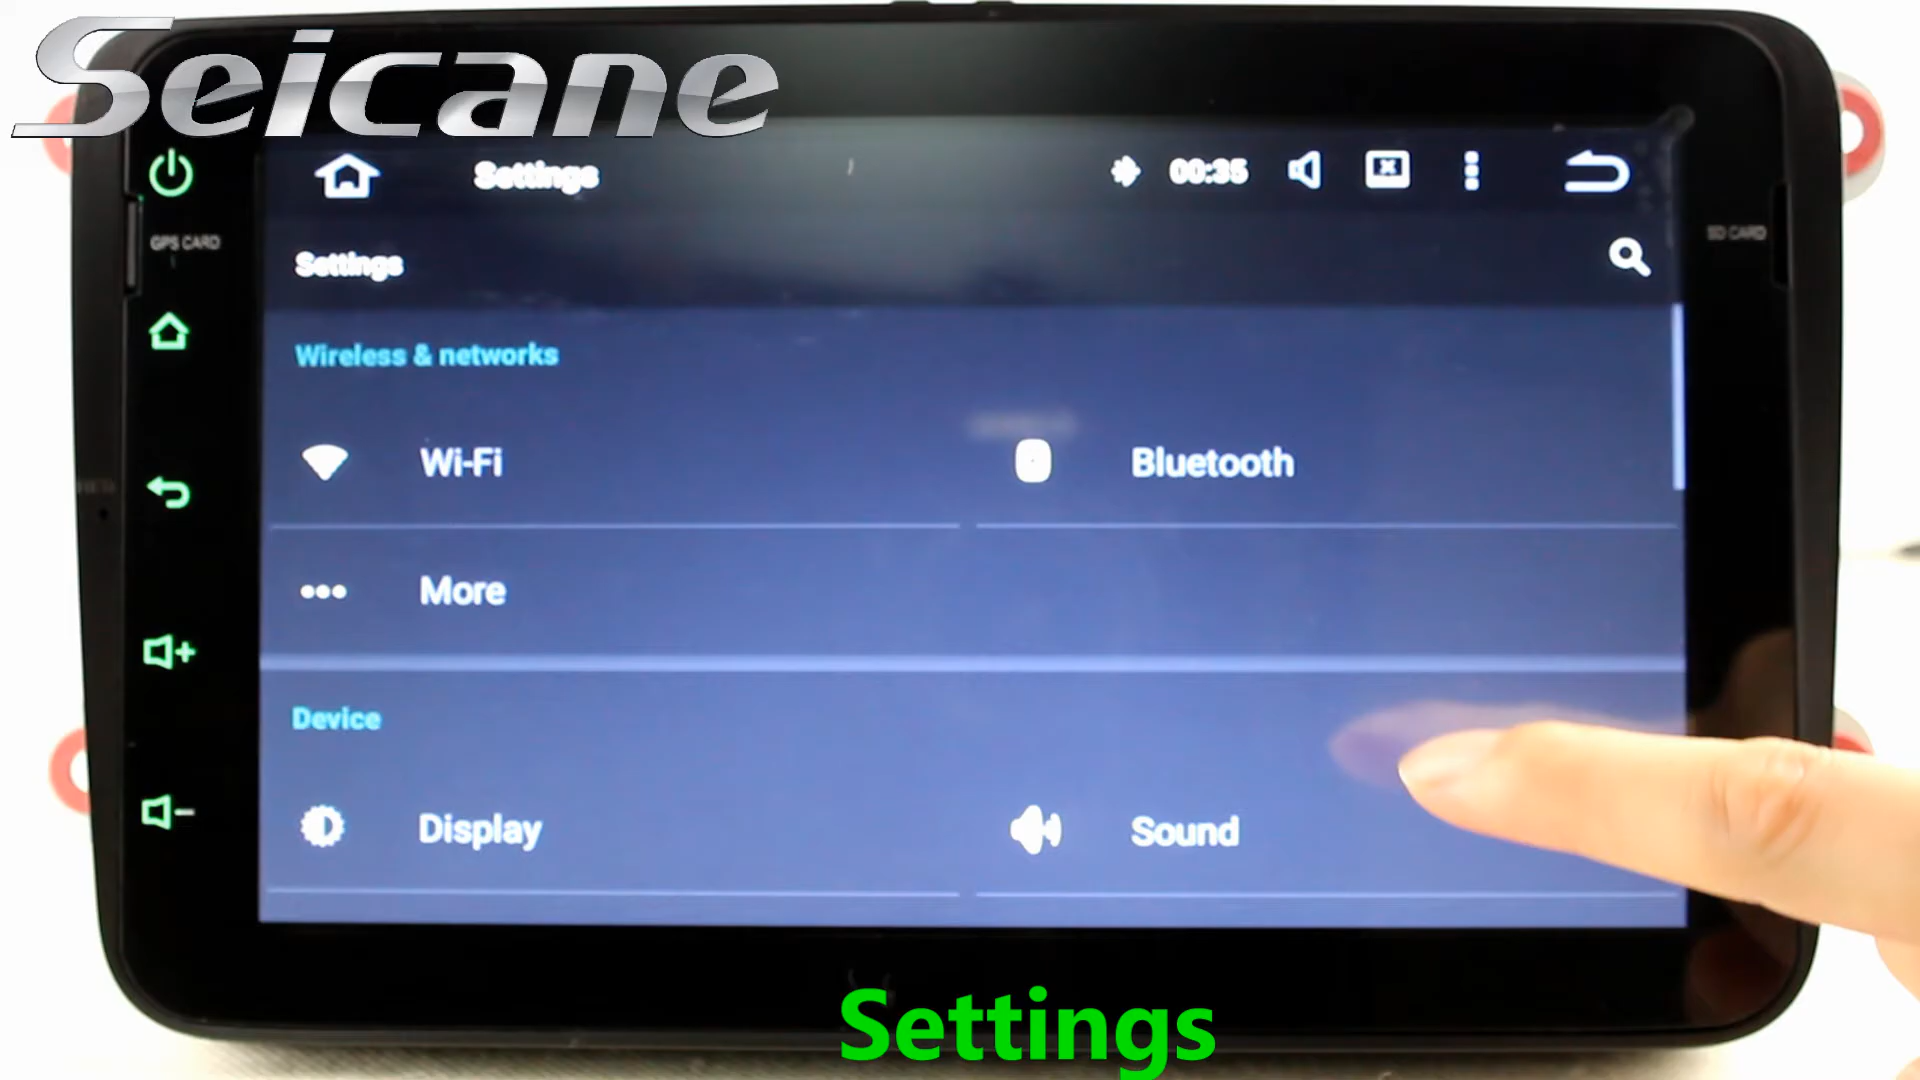 Seicane
Settings
00:35
GPS CARD
SD CARD
Settings
Wireless & networks
Wi-Fi
Bluetooth
More
Device
Display
Sound
Settings